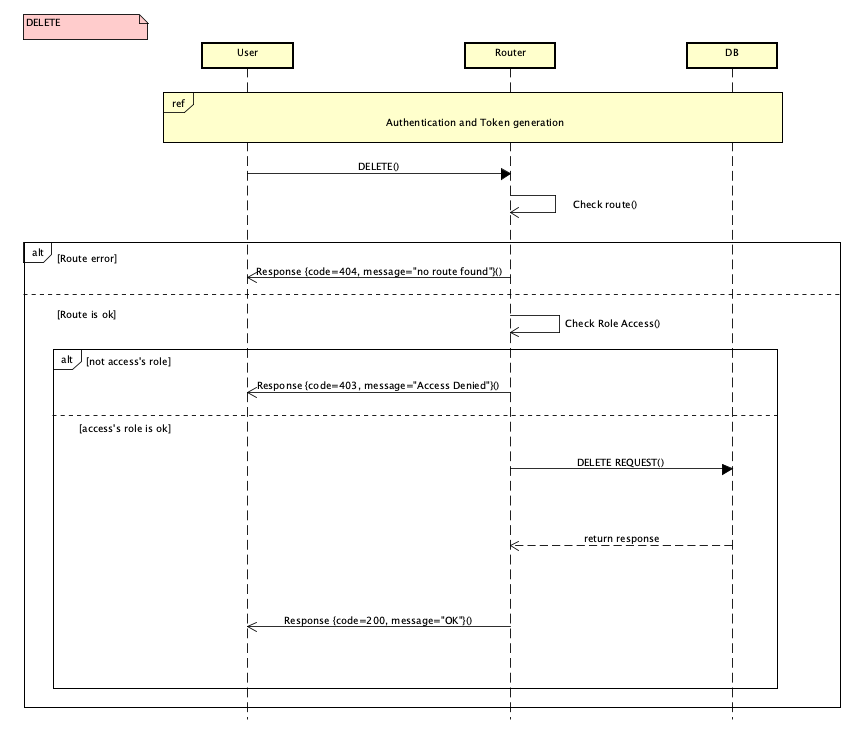 DELETE
User
Router
DB
ref
Authentication and Token generation
DELETE()
Check route()
alt
[Route error]
Response {code=404, message="no route found"}()
[Route is ok]
Check Role Access()
alt
[not access's role]
Response {code=403, message="Access Denied"}()
[access's role is ok]
DELETE REQUEST()
return response
Response {code=200, message="OK"}()